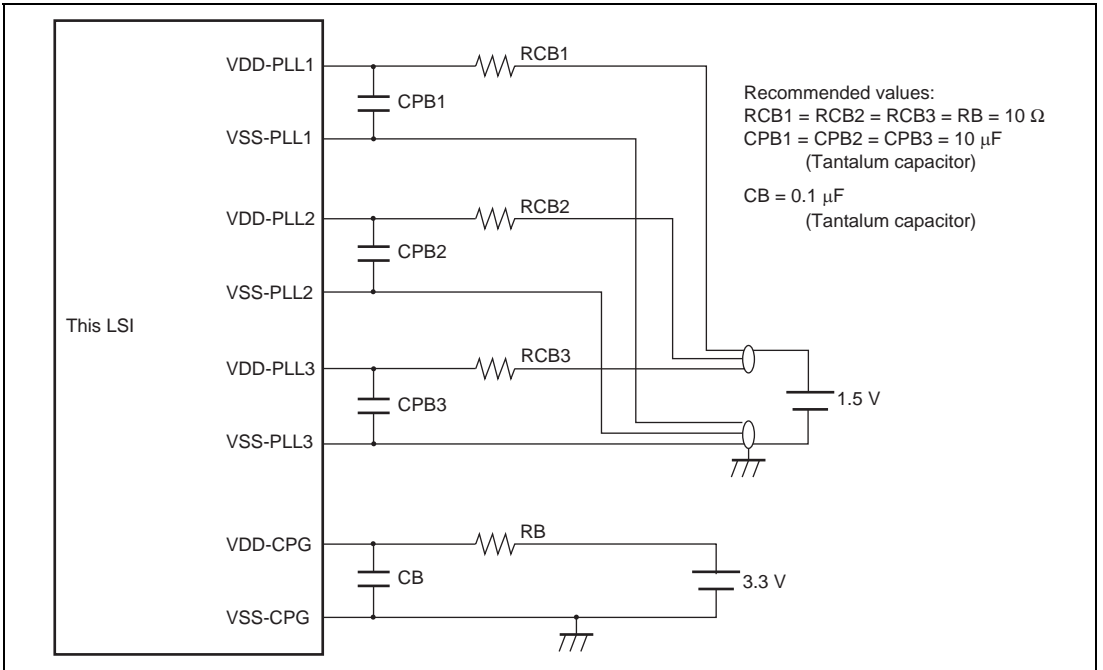 VDD-PLL1
RCB1
CPB1
VSS-PLL1
Recommended values:
RCB1 = RCB2 = RCB3 = RB = 10 Ω
CPB1 = CPB2 = CPB3 = 10 μF
(Tantalum capacitor)
CB = 0.1 μF
(Tantalum capacitor)
VDD-PLL2
RCB2
CPB2
VSS-PLL2
This LSI
VDD-PLL3
RCB3
CPB3
1.5 V
VSS-PLL3
VDD-CPG
RB
CB
3.3 V
VSS-CPG